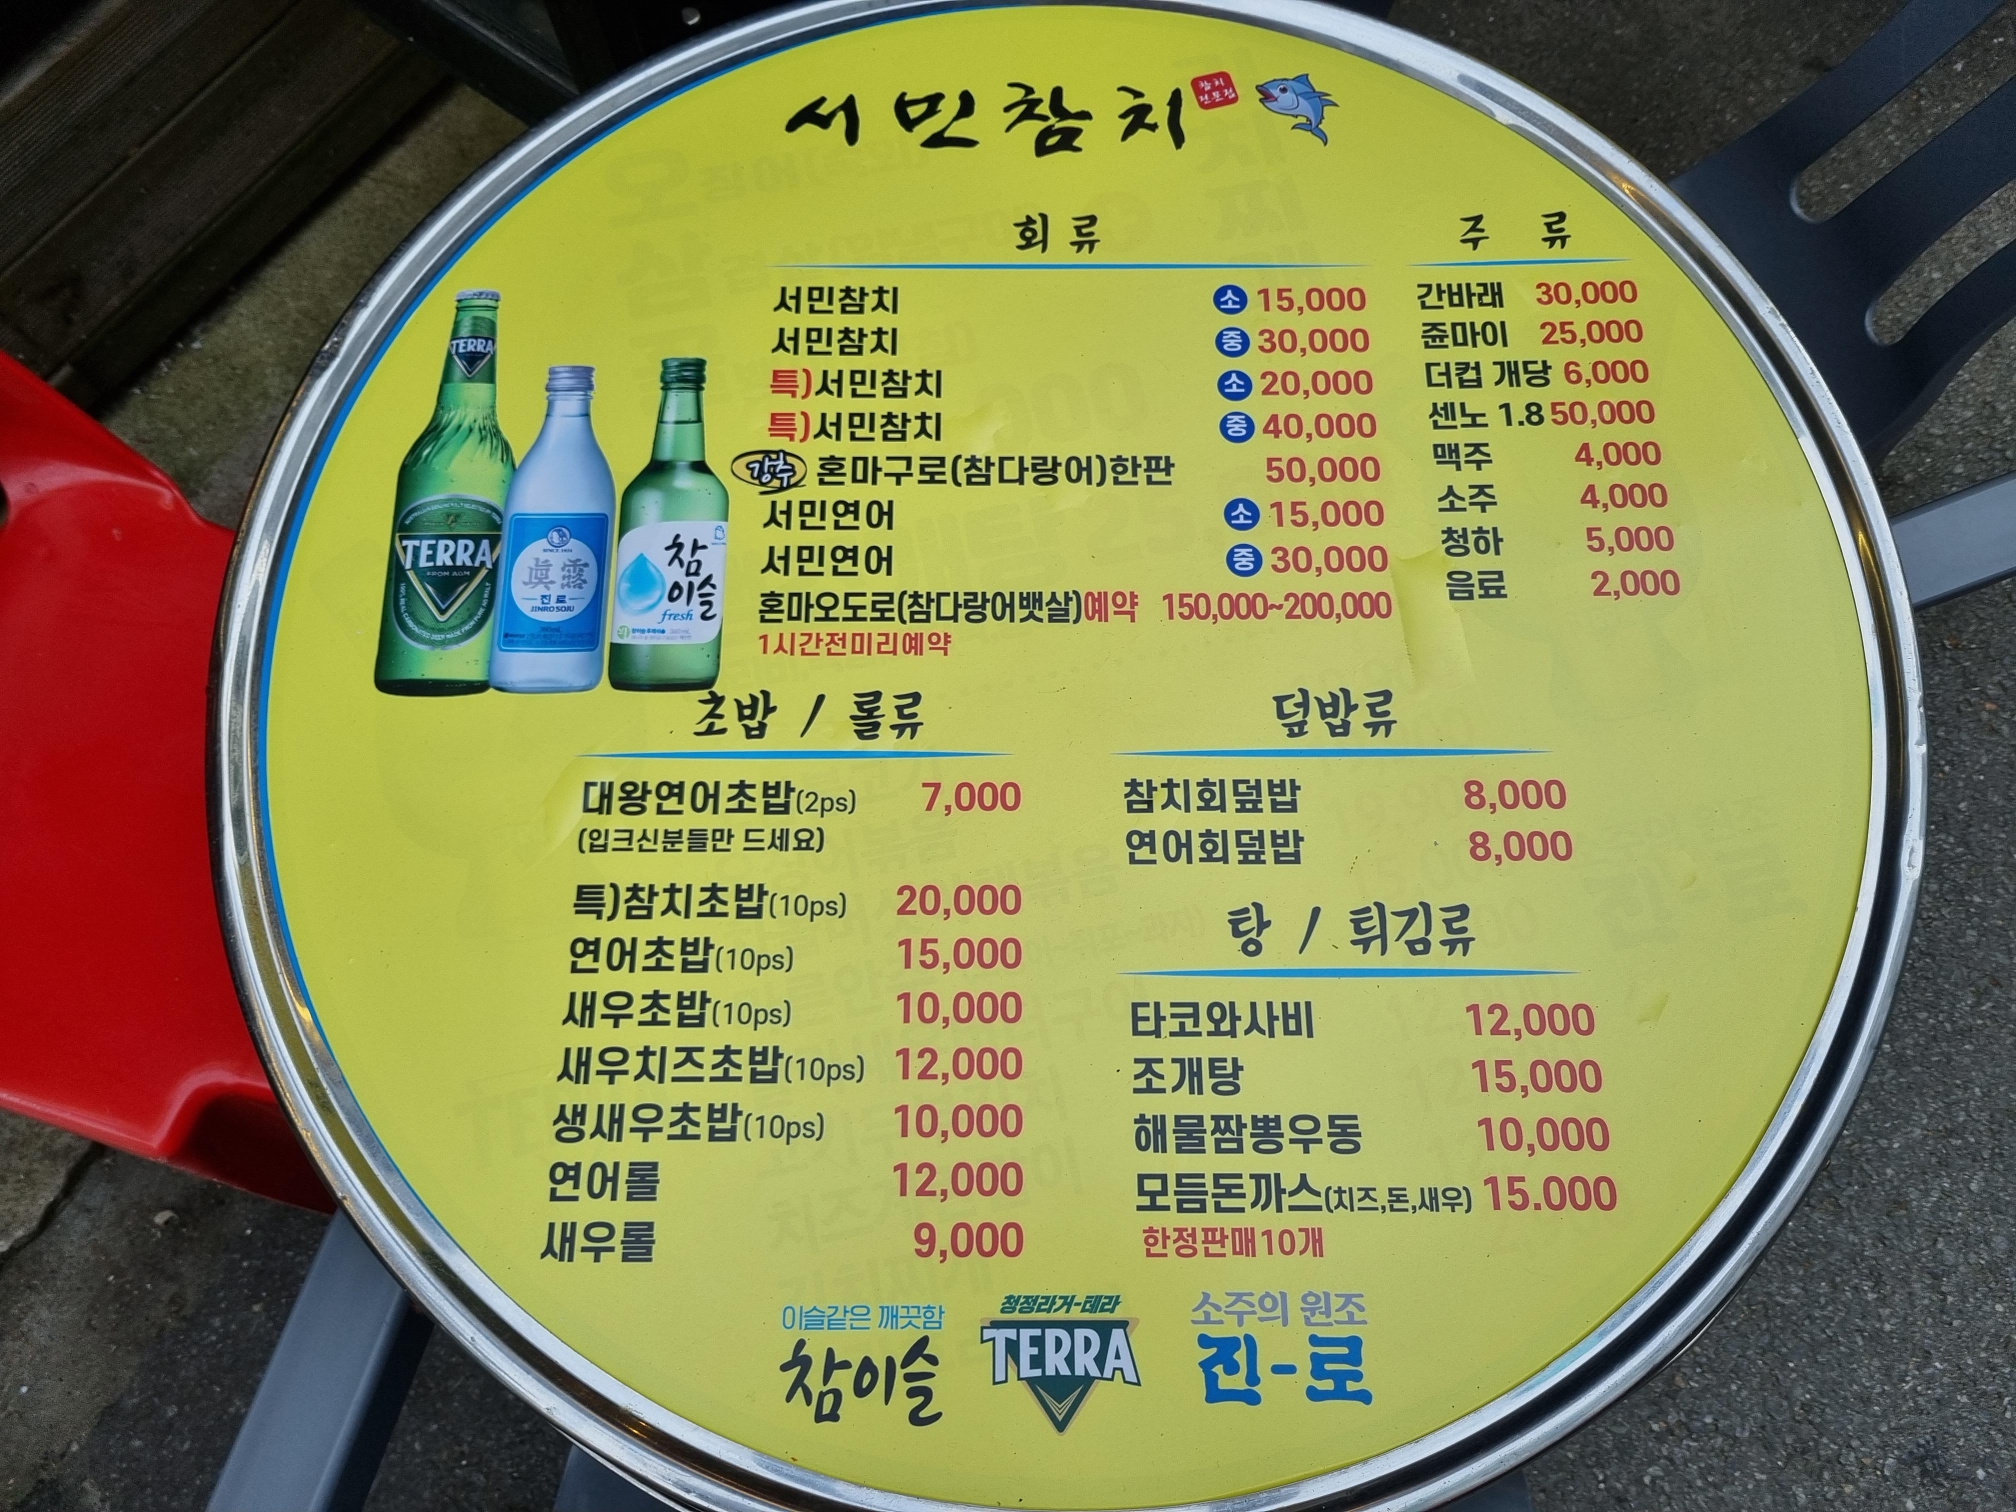 서민참치 참치
전문점
회류
서민참치 소 15,000
서민참치 중 30,000
특)서민참치 소 20,000
특)서민참치 중 40,000
강추 혼마구로(참다랑어)한판 50,000
서민연어 소 15,000
서민연어 중 30,000
혼마오도로(참다랑어뱃살)예약 150,000~200,000
1시간전미리예약
주 류
간바래 30,000
쥰마이 25,000
더컵 개당 6,000
센노 1.8 50,000
맥주 4,000
소주 4,000
청하 5,000
음료 2,000
TERRA
TERRA
SINCE 1924
眞露
진로
JINRO SOJU
참
이슬
fresh
초밥 / 롤류
대왕연어초밥(2ps) 7,000
(입크신분들만 드세요)
특)참치초밥(10ps) 20,000
연어초밥(10ps) 15,000
새우초밥(10ps) 10,000
새우치즈초밥(10ps) 12,000
생새우초밥(10ps) 10,000
연어롤 12,000
새우롤 9,000
덮밥류
참치회덮밥 8,000
연어회덮밥 8,000
탕 / 튀김류
타코와사비 12,000
조개탕 15,000
해물짬뽕우동 10,000
모듬돈까스(치즈,돈,새우) 15.000
한정판매10개
이슬같은 깨끗함
참이슬
청정라거-테라
TERRA
소주의 원조
진-로